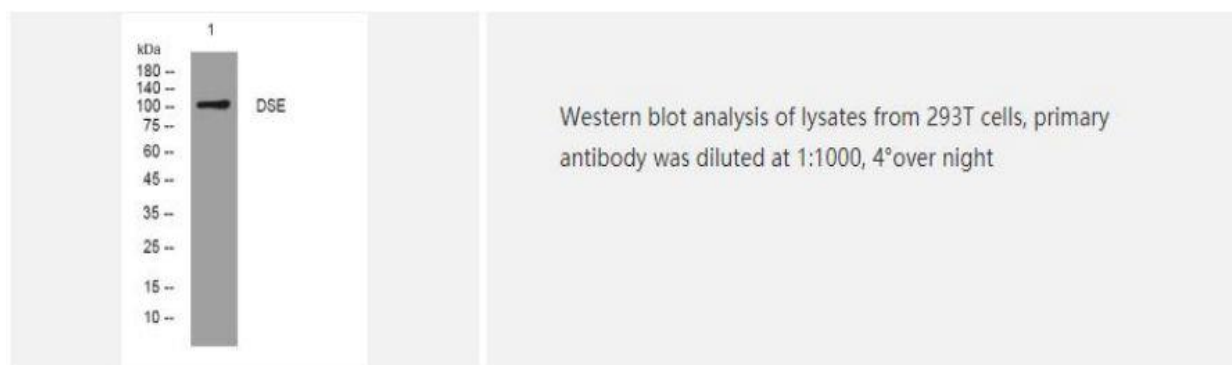 1
kDa
180 --
140 --
100 -- DSE
75 --
60 --
45 --
35 --
25 --
15 --
10 --
Western blot analysis of lysates from 293T cells, primary
antibody was diluted at 1:1000, 4°over night